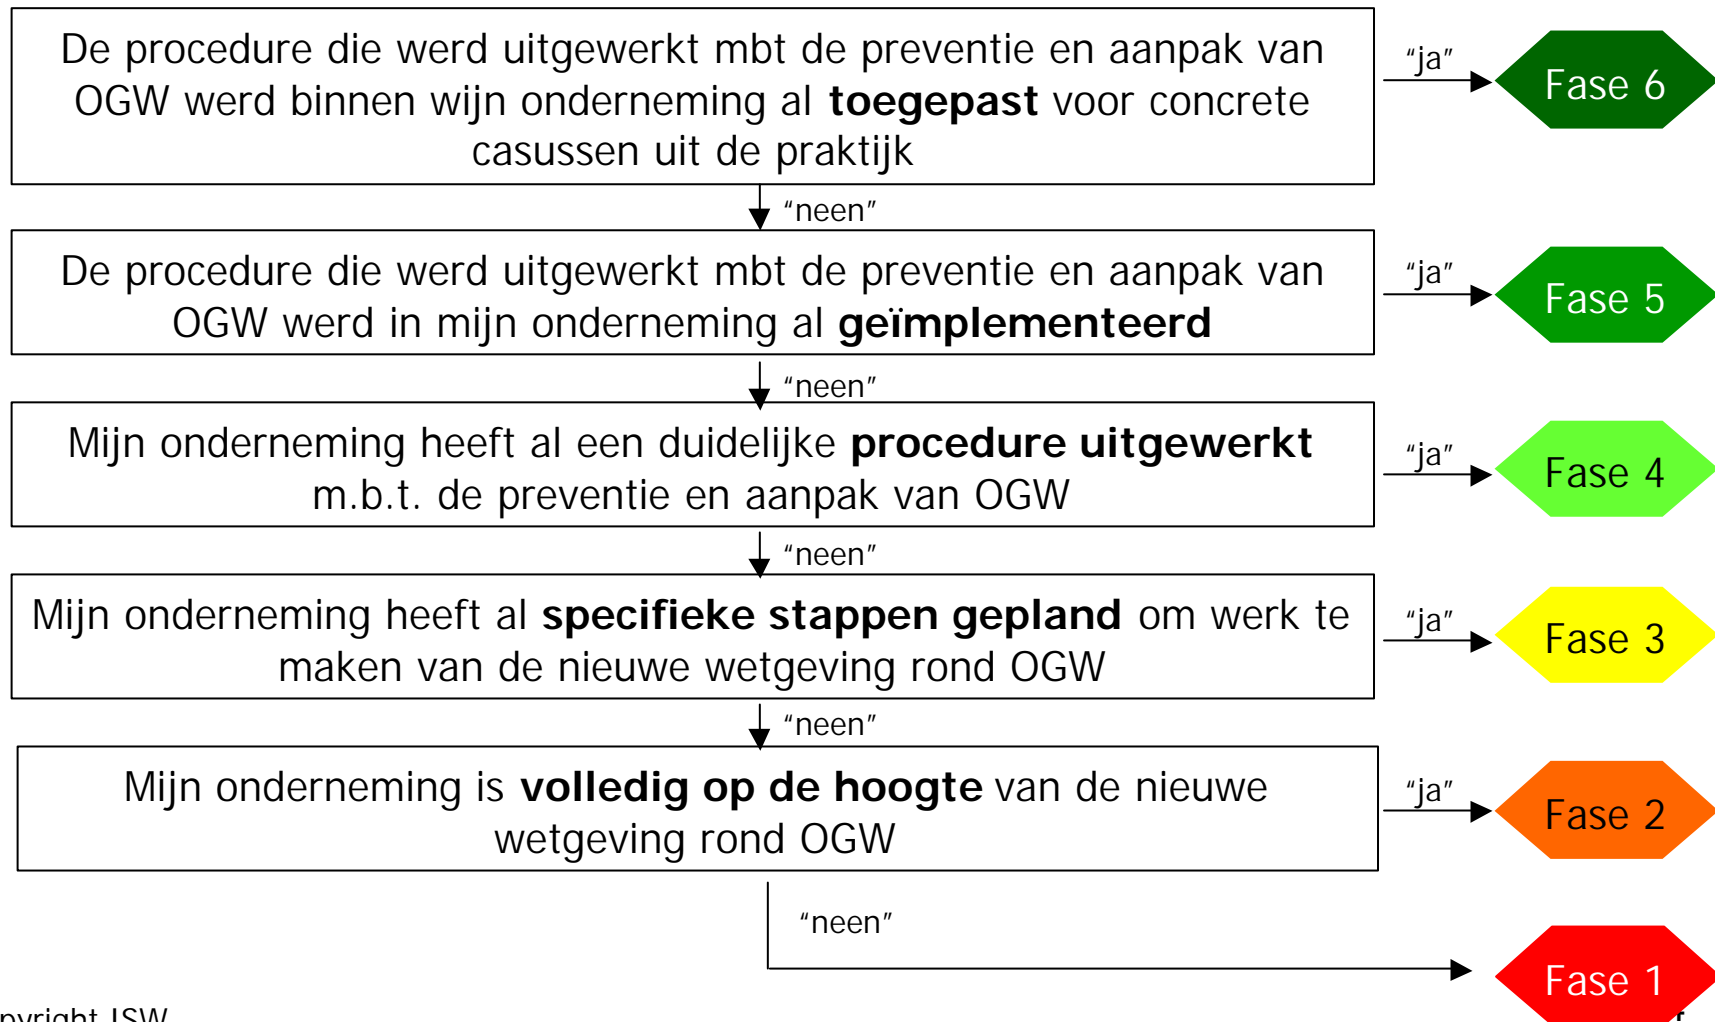 De procedure die werd uitgewerkt mbt de preventie en aanpak van
OGW werd binnen wijn onderneming al toegepast voor concrete
casussen uit de praktijk
“ja”
Fase 6
“neen”
De procedure die werd uitgewerkt mbt de preventie en aanpak van
OGW werd in mijn onderneming al geïmplementeerd
“ja”
Fase 5
“neen”
Mijn onderneming heeft al een duidelijke procedure uitgewerkt
m.b.t. de preventie en aanpak van OGW
“ja”
Fase 4
“neen”
Mijn onderneming heeft al specifieke stappen gepland om werk te
maken van de nieuwe wetgeving rond OGW
“ja”
Fase 3
“neen”
Mijn onderneming is volledig op de hoogte van de nieuwe
wetgeving rond OGW
“ja”
Fase 2
“neen”
Fase 1
pyright ISW